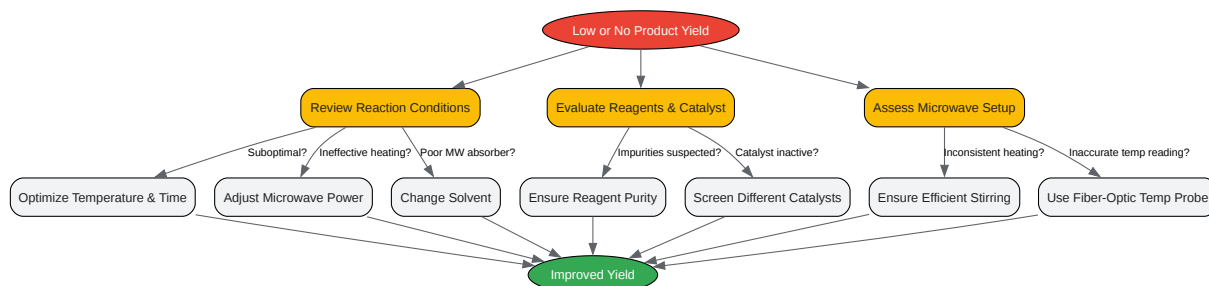 Low or No Product Yield
Review Reaction Conditions
Evaluate Reagents & Catalyst
Assess Microwave Setup
Suboptimal?
Ineffective heating?
Poor MW absorber?
Impurities suspected?
Catalyst inactive?
Inconsistent heating?
Inaccurate temp reading?
Optimize Temperature & Time
Adjust Microwave Power
Change Solvent
Ensure Reagent Purity
Screen Different Catalysts
Ensure Efficient Stirring
Use Fiber-Optic Temp Probe
Improved Yield